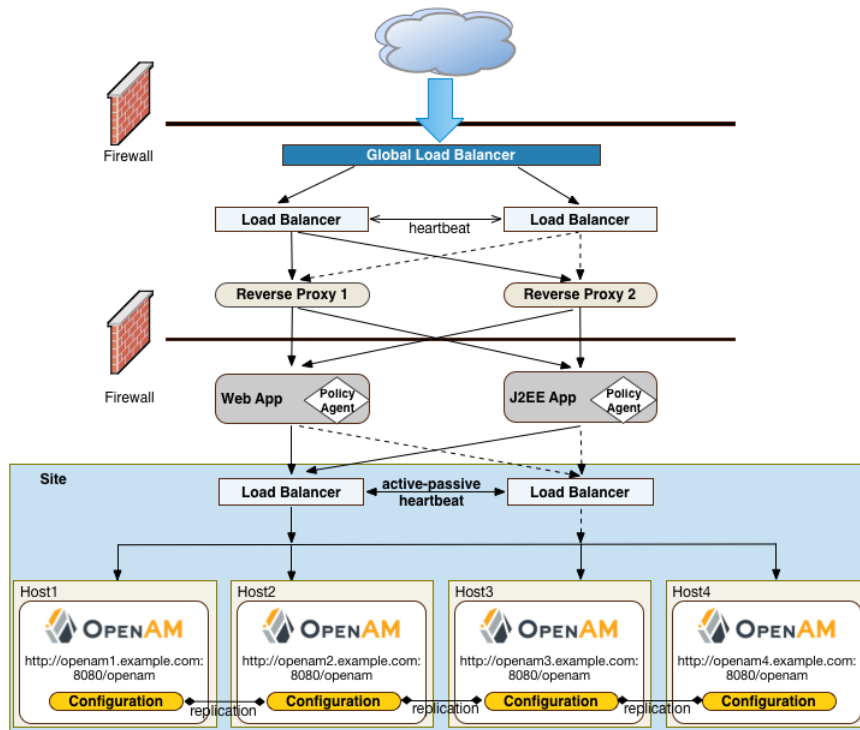 Firewall
Global Load Balancer
Load Balancer
heartbeat
Load Balancer
Reverse Proxy 1
Reverse Proxy 2
Firewall
Web App
Policy
Agent
J2EE App
Policy
Agent
Site
Load Balancer
active-passive
heartbeat
Load Balancer
Host1
OPENAM
http://openam1.example.com:
8080/openam
Configuration
replication
Host2
OPENAM
http://openam2.example.com:
8080/openam
Configuration
replication
Host3
OPENAM
http://openam3.example.com:
8080/openam
Configuration
replication
Host4
OPENAM
http://openam4.example.com:
8080/openam
Configuration